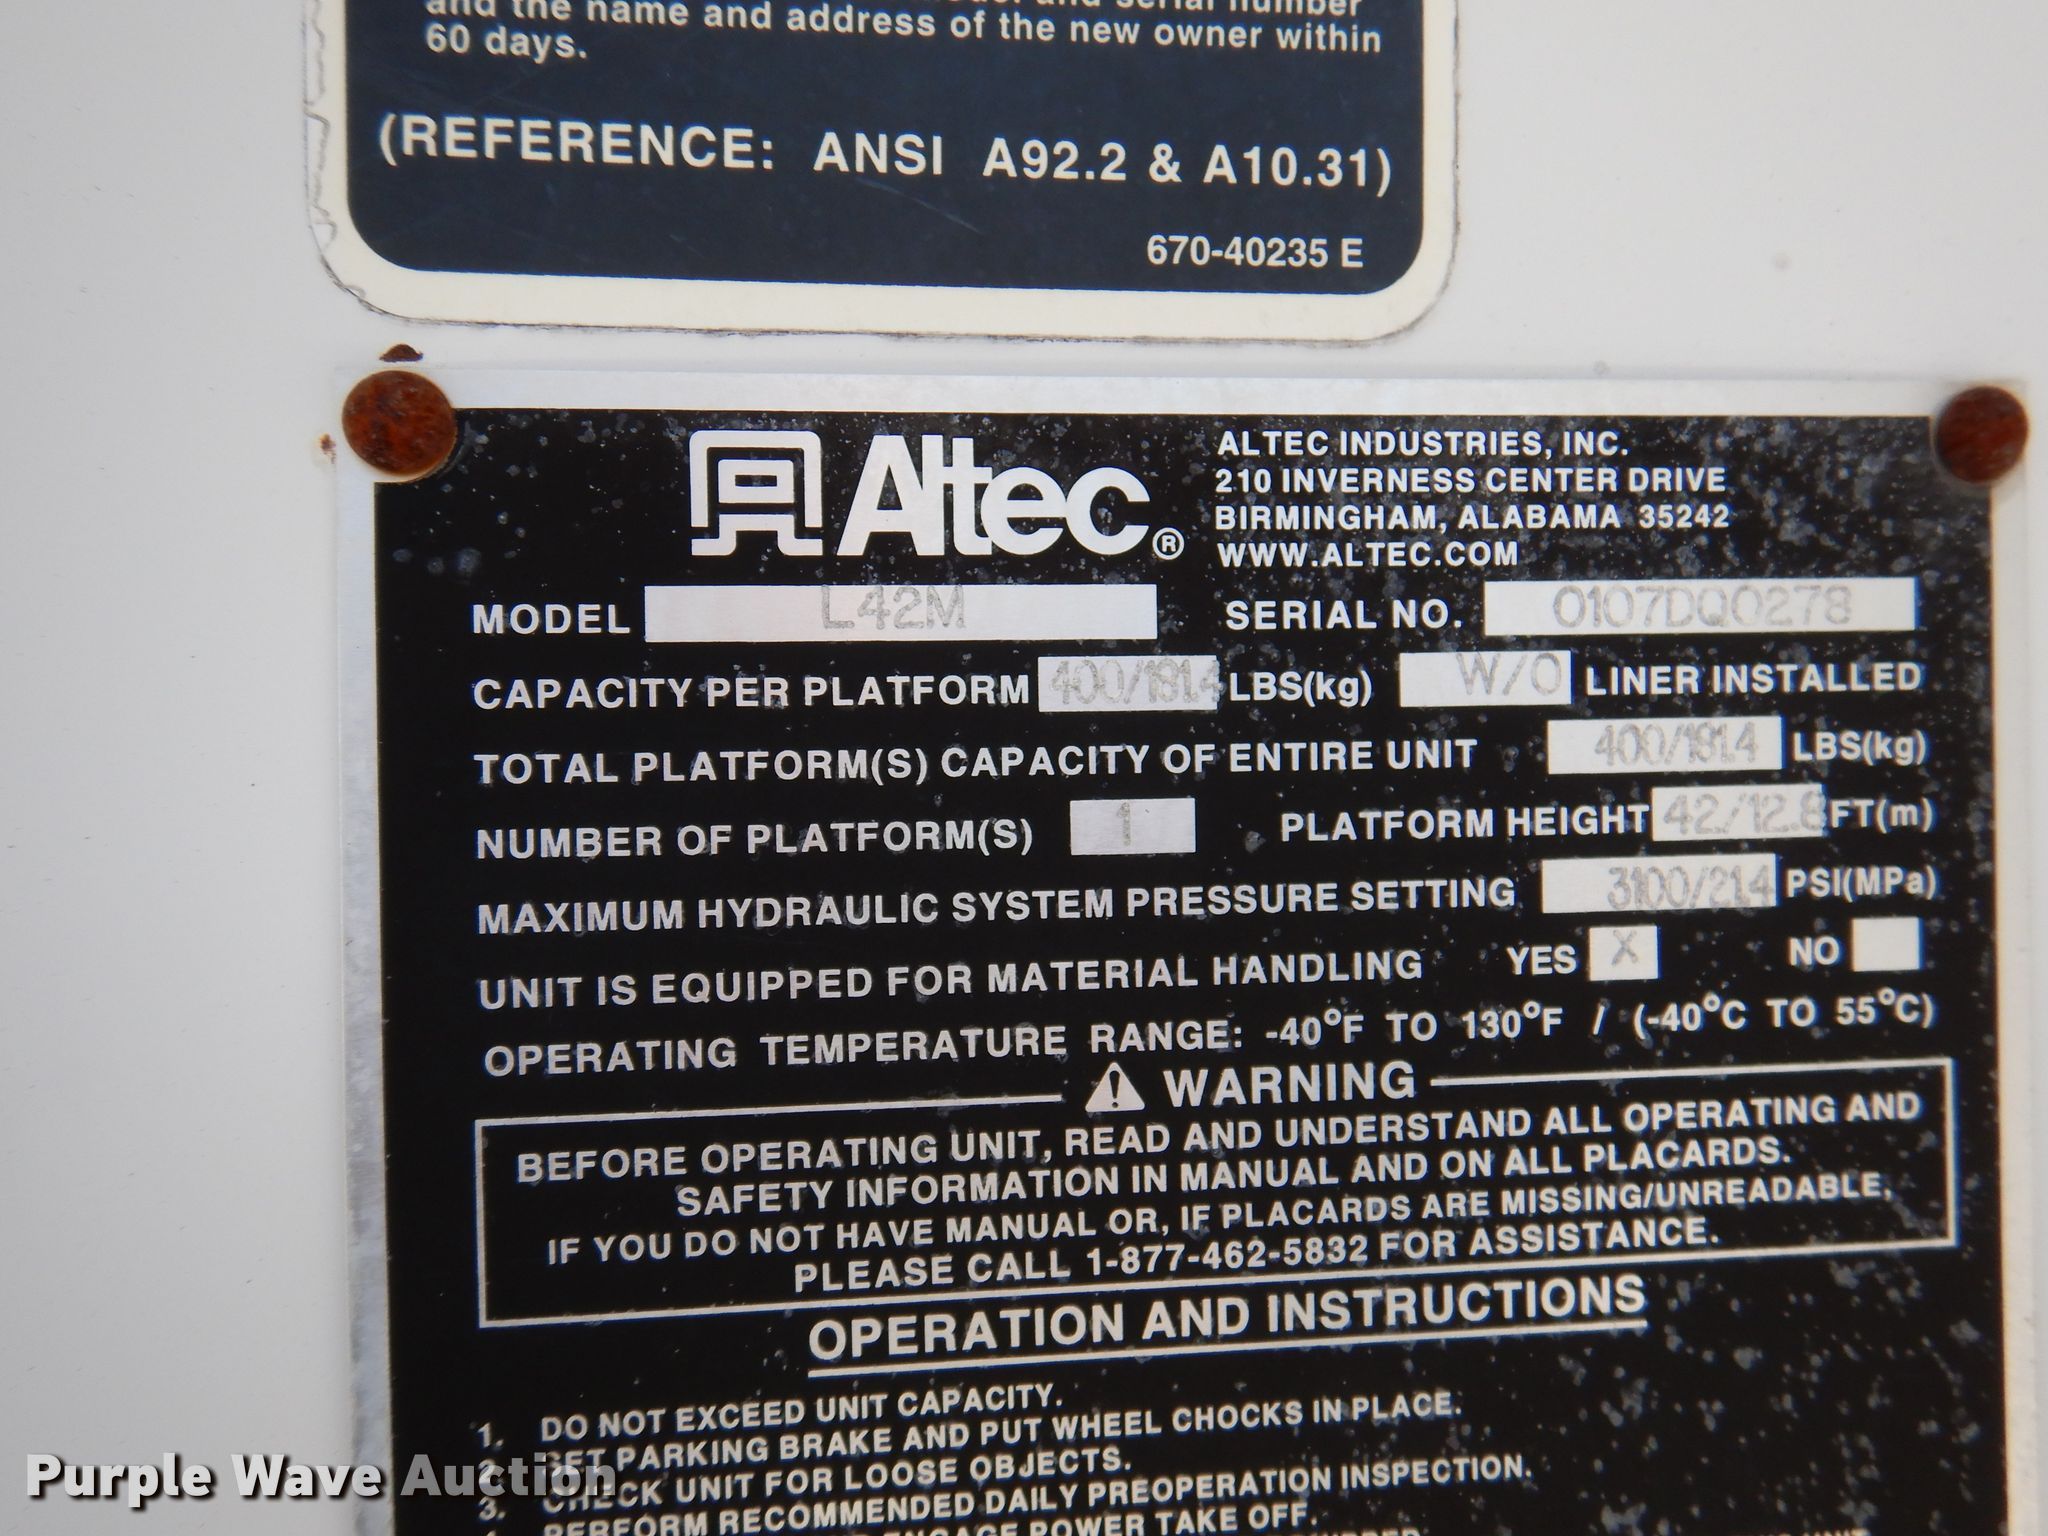 and the name and address of the new owner within
60 days.
(REFERENCE: ANSI A92.2 & A10.31)
670-40235 E
Altec®
ALTEC INDUSTRIES, INC.
210 INVERNESS CENTER DRIVE
BIRMINGHAM, ALABAMA 35242
WWW.ALTEC.COM
MODEL L42M SERIAL NO. 0107DQ0278
CAPACITY PER PLATFORM 400/181.4 LBS(kg) W/O LINER INSTALLED
TOTAL PLATFORM(S) CAPACITY OF ENTIRE UNIT 400/181.4 LBS(kg)
NUMBER OF PLATFORM(S) 1 PLATFORM HEIGHT 42/12.8 FT(m)
MAXIMUM HYDRAULIC SYSTEM PRESSURE SETTING 3100/21.4 PSI(MPa)
UNIT IS EQUIPPED FOR MATERIAL HANDLING YES X NO
OPERATING TEMPERATURE RANGE: -40°F TO 130°F / (-40°C TO 55°C)
WARNING
BEFORE OPERATING UNIT, READ AND UNDERSTAND ALL OPERATING AND
SAFETY INFORMATION IN MANUAL AND ON ALL PLACARDS.
IF YOU DO NOT HAVE MANUAL OR, IF PLACARDS ARE MISSING/UNREADABLE,
PLEASE CALL 1-877-462-5832 FOR ASSISTANCE.
OPERATION AND INSTRUCTIONS
1. DO NOT EXCEED UNIT CAPACITY.
2. SET PARKING BRAKE AND PUT WHEEL CHOCKS IN PLACE.
3. CHECK UNIT FOR LOOSE OBJECTS.
PERFORM RECOMMENDED DAILY PREOPERATION INSPECTION.
ENGAGE POWER TAKE OFF.
Purple Wave Auction